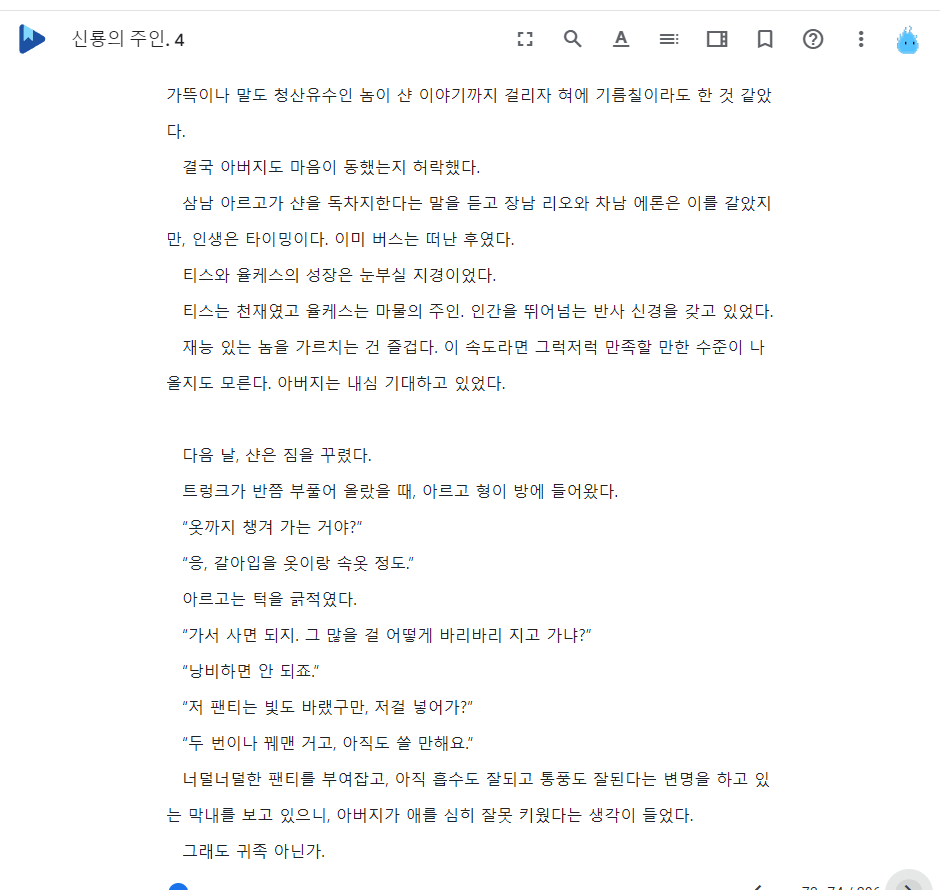 신룡의 주인. 4
가뜩이나 말도 청산유수인 놈이 샨 이야기까지 걸리자 혀에 기름칠이라도 한 것 같았
다.
결국 아버지도 마음이 동했는지 허락했다.
삼남 아르고가 샨을 독차지한다는 말을 듣고 장남 리오와 차남 에론은 이를 갈았지
만, 인생은 타이밍이다. 이미 버스는 떠난 후였다.
티스와 율케스의 성장은 눈부실 지경이었다.
티스는 천재였고 율케스는 마물의 주인. 인간을 뛰어넘는 반사 신경을 갖고 있었다.
재능 있는 놈을 가르치는 건 즐겁다. 이 속도라면 그럭저럭 만족할 만한 수준이 나
올지도 모른다. 아버지는 내심 기대하고 있었다.
다음 날, 샨은 짐을 꾸렸다.
트렁크가 반쯤 부풀어 올랐을 때, 아르고 형이 방에 들어왔다.
“옷까지 챙겨 가는 거야?”
“응, 갈아입을 옷이랑 속옷 정도.”
아르고는 턱을 긁적였다.
“가서 사면 되지. 그 많을 걸 어떻게 바리바리 지고 가냐?”
“낭비하면 안 되죠.”
“저 팬티는 빛도 바랬구만, 저걸 넣어가?”
“두 번이나 꿰맨 거고, 아직도 쓸 만해요.”
너덜너덜한 팬티를 부여잡고, 아직 흡수도 잘되고 통풍도 잘된다는 변명을 하고 있
는 막내를 보고 있으니, 아버지가 애를 심히 잘못 키웠다는 생각이 들었다.
그래도 귀족 아닌가.